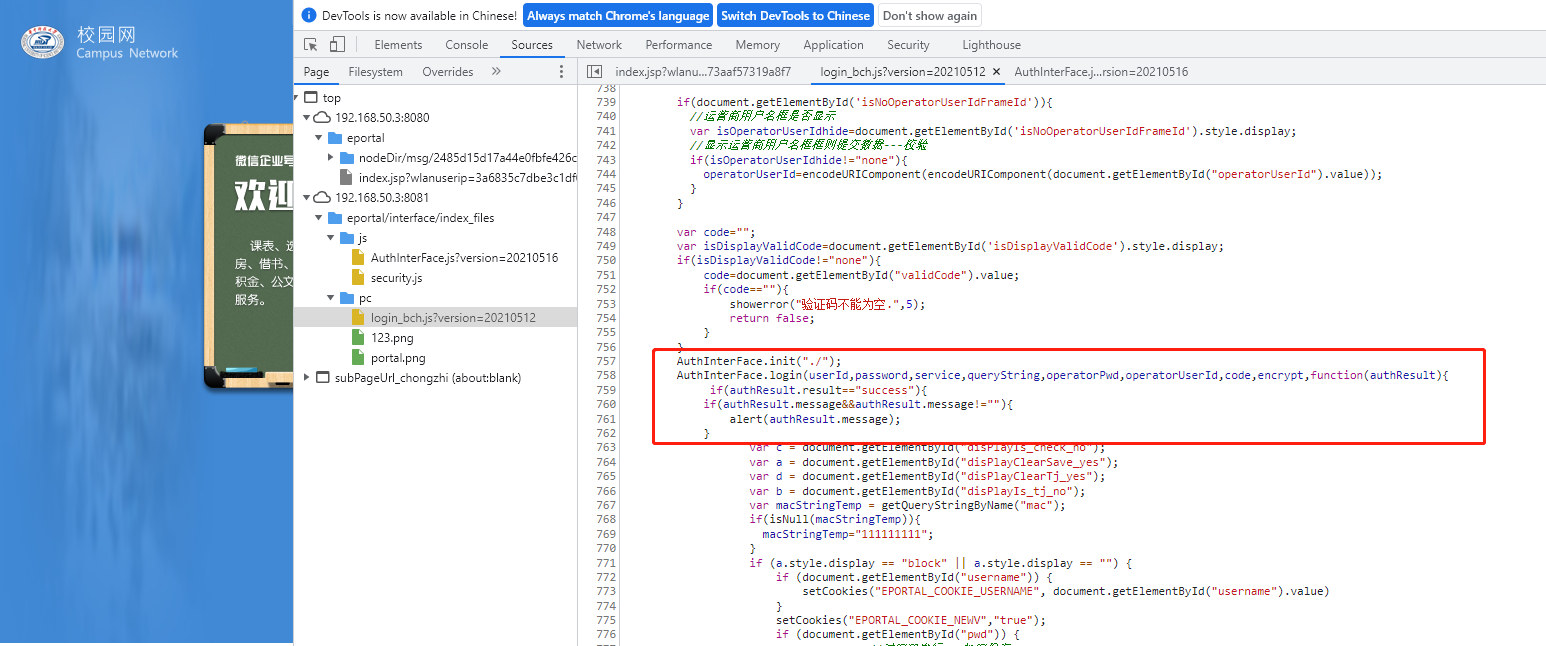 校园网
Campus Network
微信企业号
欢迎
课表、选
房、借书、
积金、公文
服务。
DevTools is now available in Chinese! Always match Chrome's language Switch DevTools to Chinese Don't show again
Elements Console Sources Network Performance Memory Application Security Lighthouse
Page Filesystem Overrides »
index.jsp?wlanu...73aaf57319a8f7 login_bch.js?version=20210512 × AuthInterFace.j...rsion=20210516
top
192.168.50.3:8080
eportal
nodeDir/msg/2485d15d17a44e0fbfe426c
index.jsp?wlanuserip=3a6835c7dbe3c1df
192.168.50.3:8081
eportal/interface/index_files
js
AuthInterFace.js?version=20210516
security.js
pc
login_bch.js?version=20210512
123.png
portal.png
subPageUrl_chongzhi (about:blank)
738
739 if(document.getElementById('isNoOperatorUserIdFrameId')){
740 //运营商用户名框是否显示
741 var isOperatorUserIdhide=document.getElementById('isNoOperatorUserIdFrameId').style.display;
742 //显示运营商用户名框框则提交数据---校验
743 if(isOperatorUserIdhide!="none"){
744 operatorUserId=encodeURIComponent(encodeURIComponent(document.getElementById("operatorUserId").value));
745 }
746 }
747
748 var code="";
749 var isDisplayValidCode=document.getElementById('isDisplayValidCode').style.display;
750 if(isDisplayValidCode!="none"){
751 code=document.getElementById("validCode").value;
752 if(code==""){
753 showerror("验证码不能为空.",5);
754 return false;
755 }
756 }
757 AuthInterFace.init("./");
758 AuthInterFace.login(userId,password,service,queryString,operatorPwd,operatorUserId,code,encrypt,function(authResult){
759 if(authResult.result=="success"){
760 if(authResult.message&&authResult.message!=""){
761 alert(authResult.message);
762 }
763 var c = document.getElementById("disPlayIs_check_no");
764 var a = document.getElementById("disPlayClearSave_yes");
765 var d = document.getElementById("disPlayClearTj_yes");
766 var b = document.getElementById("disPlayIs_tj_no");
767 var macStringTemp = getQueryStringByName("mac");
768 if(isNull(macStringTemp)){
769 macStringTemp="111111111";
770 }
771 if (a.style.display == "block" || a.style.display == "") {
772 if (document.getElementById("username")) {
773 setCookies("EPORTAL_COOKIE_USERNAME", document.getElementById("username").value)
774 }
775 setCookies("EPORTAL_COOKIE_NEWV","true");
776 if (document.getElementById("pwd")) {